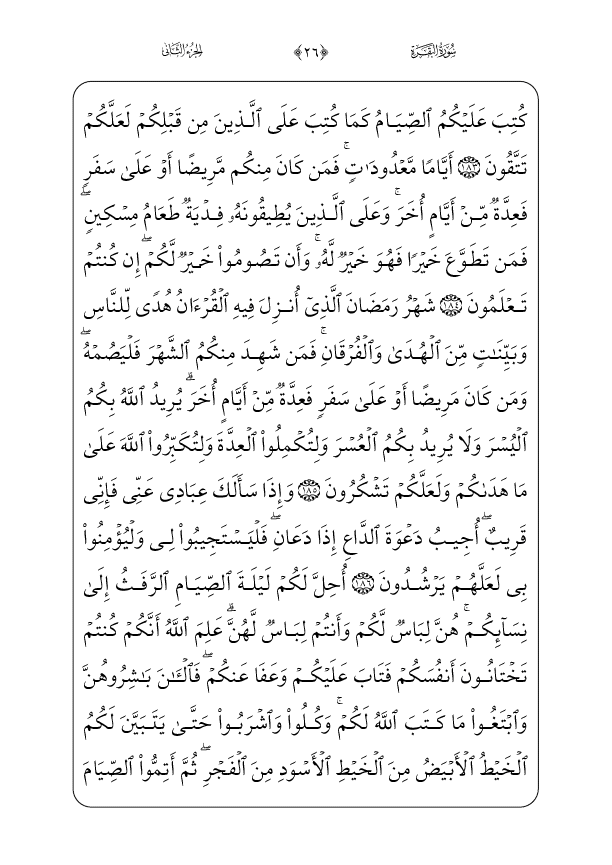 سُورَةُ البَقَرَةِ ﴿٢٦﴾ الجُزءُ الثَّانِى
كُتِبَ عَلَيۡكُمُ ٱلصِّيَامُ كَمَا كُتِبَ عَلَى ٱلَّذِينَ مِن قَبۡلِكُمۡ لَعَلَّكُمۡ
تَتَّقُونَ ١٨٣ أَيَّامًا مَّعۡدُودَٰتٖۚ فَمَن كَانَ مِنكُم مَّرِيضًا أَوۡ عَلَىٰ سَفَرٖ
فَعِدَّةٞ مِّنۡ أَيَّامٍ أُخَرَۚ وَعَلَى ٱلَّذِينَ يُطِيقُونَهُۥ فِدۡيَةٞ طَعَامُ مِسۡكِينٖۖ
فَمَن تَطَوَّعَ خَيۡرٗا فَهُوَ خَيۡرٞ لَّهُۥۚ وَأَن تَصُومُواْ خَيۡرٞ لَّكُمۡۖ إِن كُنتُمۡ
تَعۡلَمُونَ ١٨٤ شَهۡرُ رَمَضَانَ ٱلَّذِيٓ أُنزِلَ فِيهِ ٱلۡقُرۡءَانُ هُدٗى لِّلنَّاسِ
وَبَيِّنَٰتٖ مِّنَ ٱلۡهُدَىٰ وَٱلۡفُرۡقَانِۚ فَمَن شَهِدَ مِنكُمُ ٱلشَّهۡرَ فَلۡيَصُمۡهُۖ
وَمَن كَانَ مَرِيضًا أَوۡ عَلَىٰ سَفَرٖ فَعِدَّةٞ مِّنۡ أَيَّامٍ أُخَرَۗ يُرِيدُ ٱللَّهُ بِكُمُ
ٱلۡيُسۡرَ وَلَا يُرِيدُ بِكُمُ ٱلۡعُسۡرَ وَلِتُكۡمِلُواْ ٱلۡعِدَّةَ وَلِتُكَبِّرُواْ ٱللَّهَ عَلَىٰ
مَا هَدَىٰكُمۡ وَلَعَلَّكُمۡ تَشۡكُرُونَ ١٨٥ وَإِذَا سَأَلَكَ عِبَادِي عَنِّي فَإِنِّي
قَرِيبٌۖ أُجِيبُ دَعۡوَةَ ٱلدَّاعِ إِذَا دَعَانِۖ فَلۡيَسۡتَجِيبُواْ لِي وَلۡيُؤۡمِنُواْ
بِي لَعَلَّهُمۡ يَرۡشُدُونَ ١٨٦ أُحِلَّ لَكُمۡ لَيۡلَةَ ٱلصِّيَامِ ٱلرَّفَثُ إِلَىٰ
نِسَآئِكُمۡۚ هُنَّ لِبَاسٞ لَّكُمۡ وَأَنتُمۡ لِبَاسٞ لَّهُنَّۗ عَلِمَ ٱللَّهُ أَنَّكُمۡ كُنتُمۡ
تَخۡتَانُونَ أَنفُسَكُمۡ فَتَابَ عَلَيۡكُمۡ وَعَفَا عَنكُمۡۖ فَٱلۡـَٰٔنَ بَٰشِرُوهُنَّ
وَٱبۡتَغُواْ مَا كَتَبَ ٱللَّهُ لَكُمۡۚ وَكُلُواْ وَٱشۡرَبُواْ حَتَّىٰ يَتَبَيَّنَ لَكُمُ
ٱلۡخَيۡطُ ٱلۡأَبۡيَضُ مِنَ ٱلۡخَيۡطِ ٱلۡأَسۡوَدِ مِنَ ٱلۡفَجۡرِۖ ثُمَّ أَتِمُّواْ ٱلصِّيَامَ